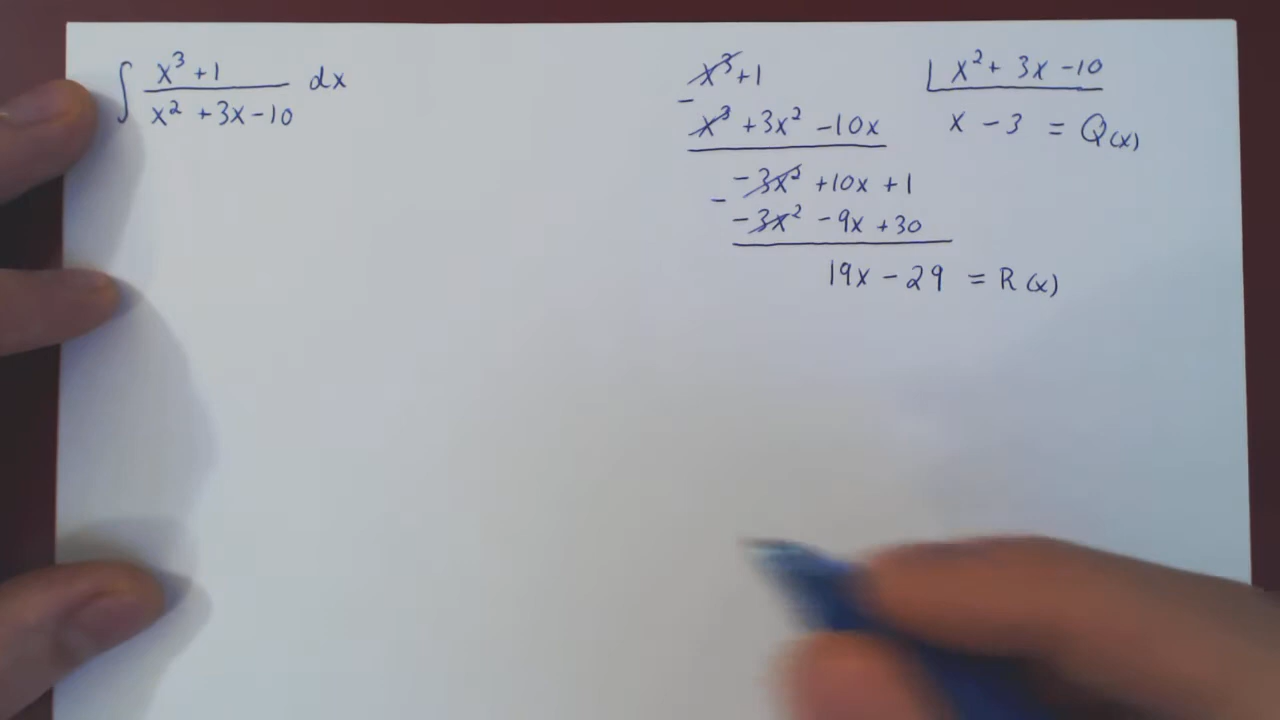 ∫ (x³ + 1)/(x² + 3x - 10) dx
x³ + 1 | x² + 3x - 10
- x³ + 3x² - 10x x - 3 = Q(x)
-3x² + 10x + 1
- -3x² - 9x + 30
19x - 29 = R(x)